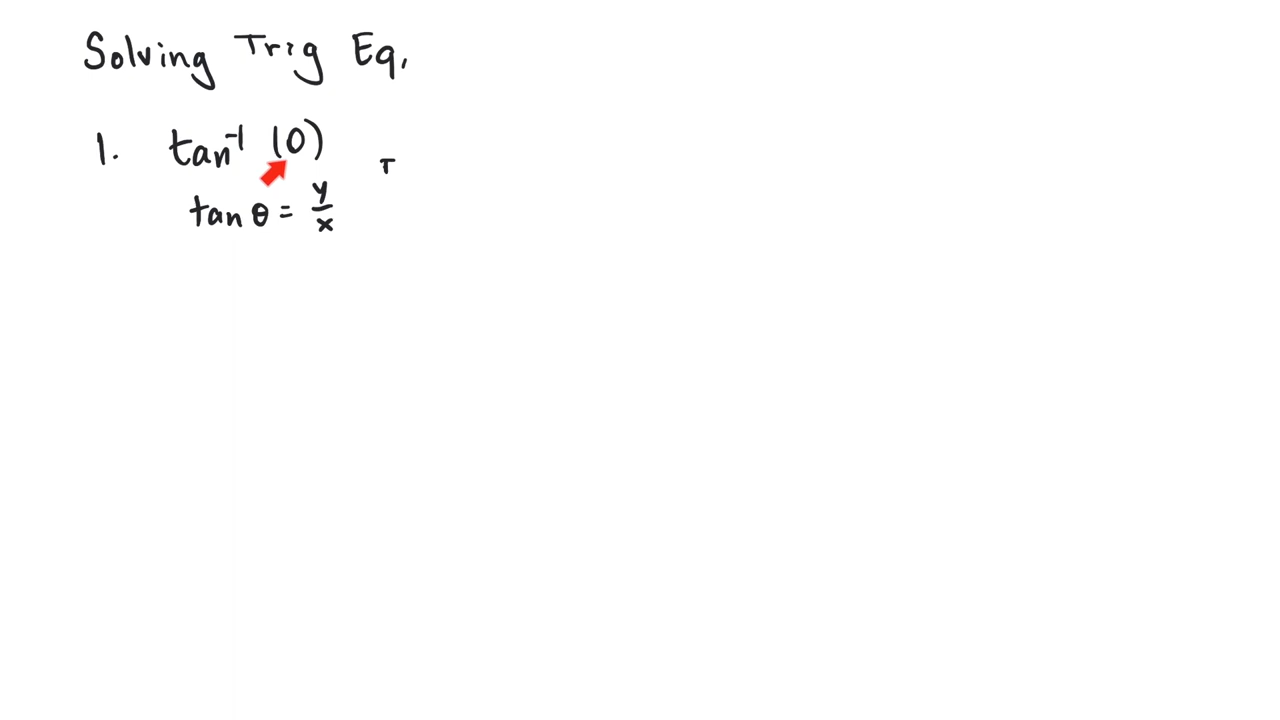 Solving Trig Eq.
1. tan⁻¹ (0)
tan θ = y/x